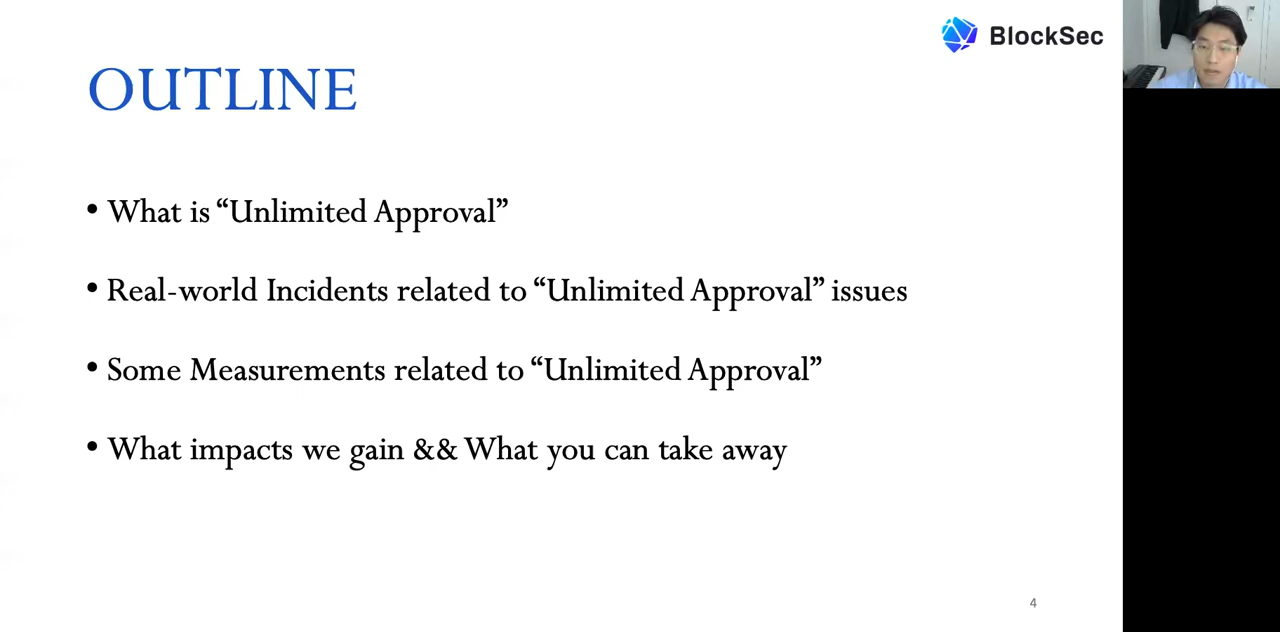 BlockSec
OUTLINE
• What is “Unlimited Approval”
• Real-world Incidents related to “Unlimited Approval” issues
• Some Measurements related to “Unlimited Approval”
• What impacts we gain && What you can take away
4